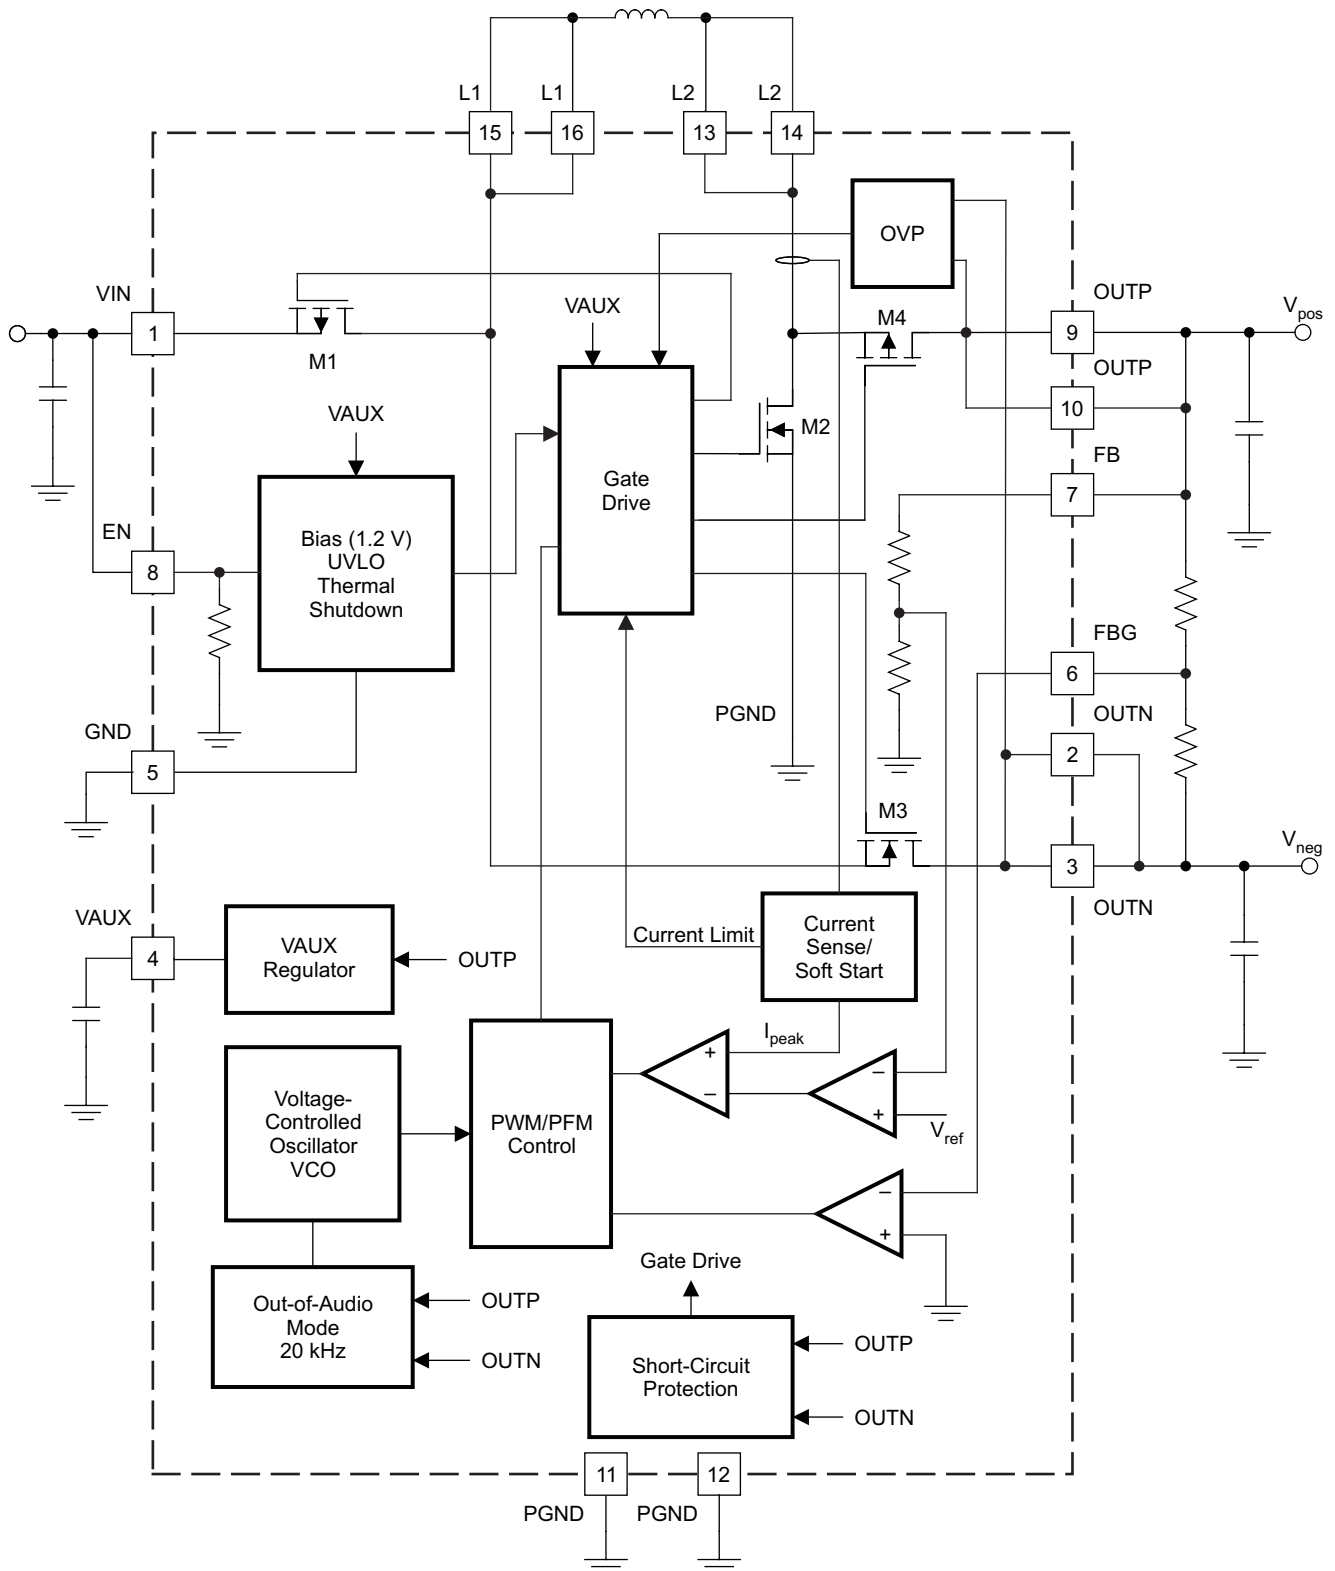 L1
L1
L2
L2
15
16
13
14
OVP
VIN
1
M1
VAUX
M4
OUTP
9
Vpos
OUTP
10
VAUX
M2
FB
7
Gate
Drive
EN
8
Bias (1.2 V)
UVLO
Thermal
Shutdown
FBG
6
PGND
OUTN
2
GND
5
M3
3
Vneg
OUTN
VAUX
4
VAUX
Regulator
OUTP
Current Limit
Current
Sense/
Soft Start
Ipeak
+
–
–
+
Vref
Voltage-
Controlled
Oscillator
VCO
PWM/PFM
Control
–
+
Gate Drive
Out-of-Audio
Mode
20 kHz
OUTP
OUTN
Short-Circuit
Protection
OUTP
OUTN
11
12
PGND
PGND